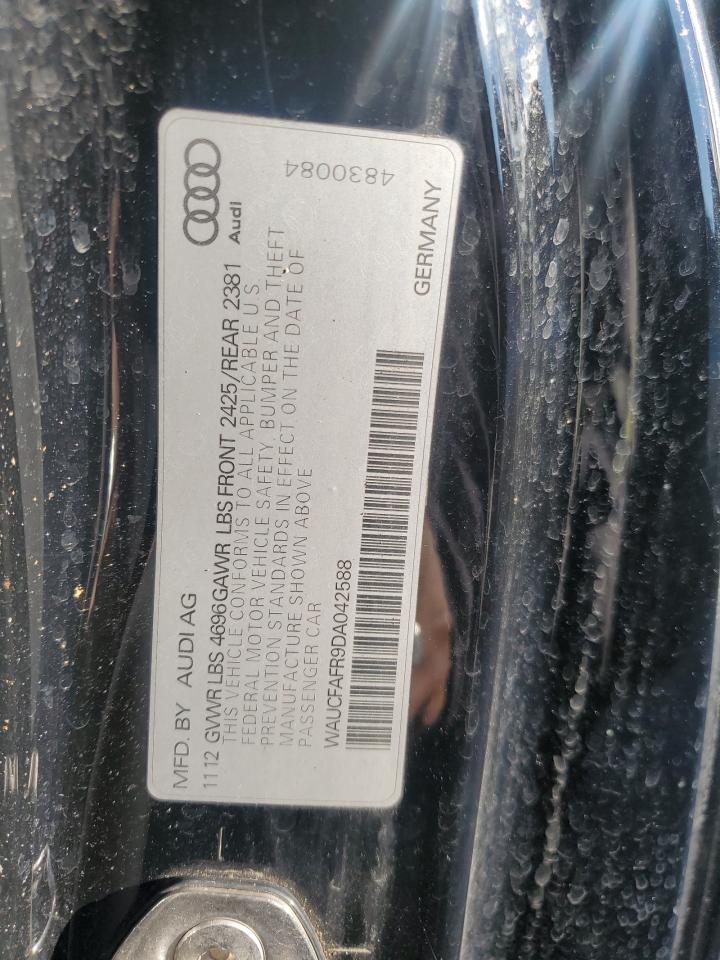 MFD. BY AUDI AG
11 12 GVWR LBS 4696 GAWR LBS FRONT 2425/REAR 2381
THIS VEHICLE CONFORMS TO ALL APPLICABLE U.S.
FEDERAL MOTOR VEHICLE SAFETY, BUMPER AND THEFT
PREVENTION STANDARDS IN EFFECT ON THE DATE OF
MANUFACTURE SHOWN ABOVE
PASSENGER CAR
WAUCFAFR9DA042588
Audi
4830084
GERMANY